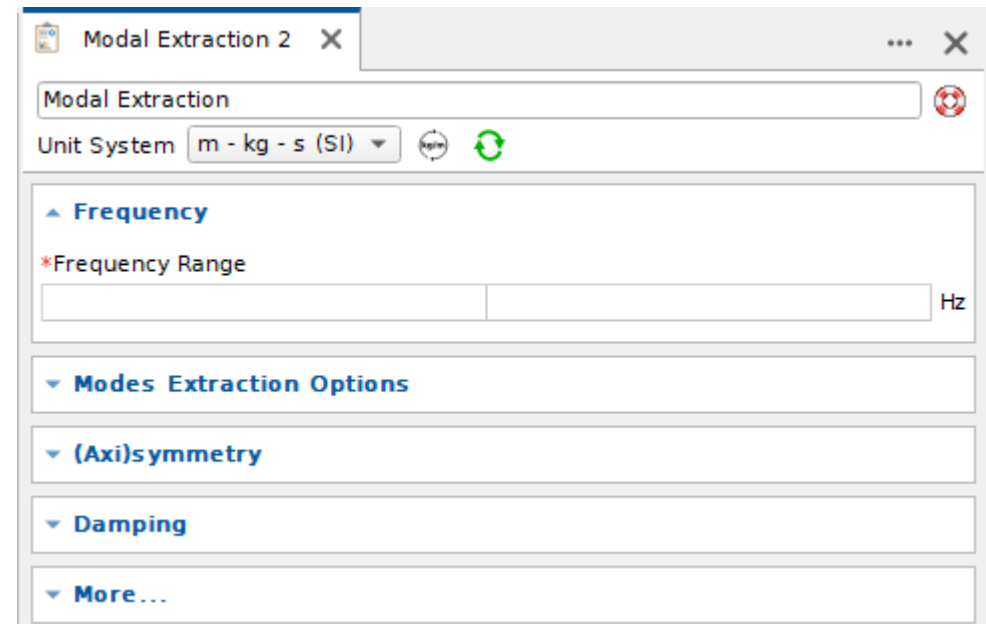 Modal Extraction 2
Modal Extraction
Unit System m - kg - s (SI)
Frequency
*Frequency Range
Hz
Modes Extraction Options
(Axi)symmetry
Damping
More...